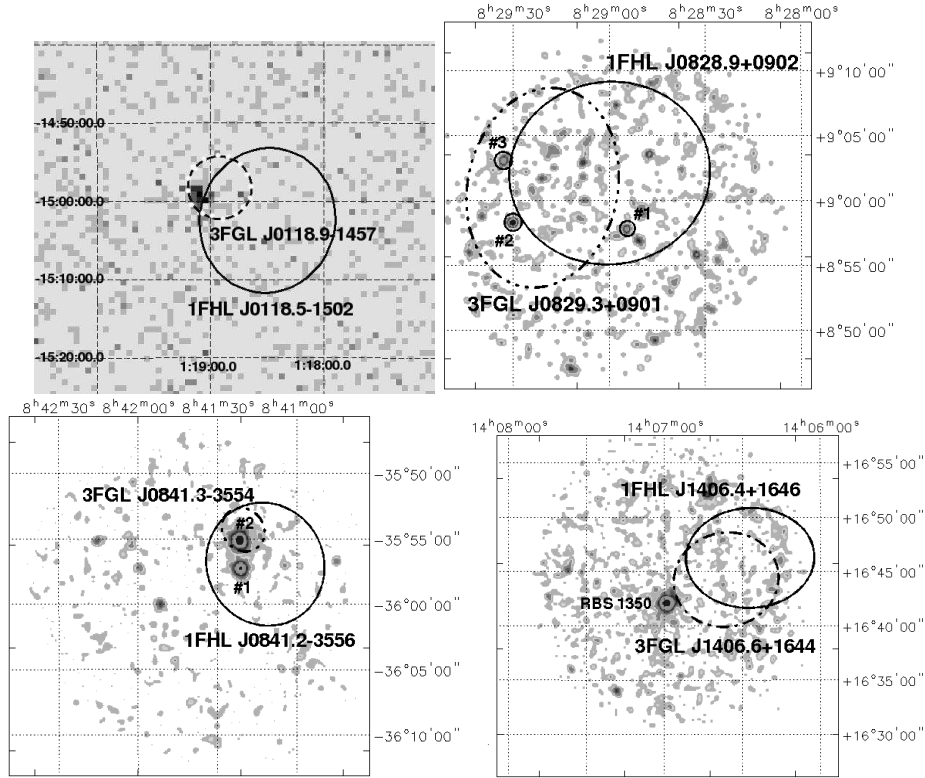 -14:50:00.0
-15:00:00.0
-15:10:00.0
-15:20:00.0
1:19:00.0
1:18:00.0
3FGL J0118.9-1457
1FHL J0118.5-1502
8ʰ29ᵐ30ˢ
8ʰ29ᵐ00ˢ
8ʰ28ᵐ30ˢ
8ʰ28ᵐ00ˢ
1FHL J0828.9+0902
+9°10'00"
+9°05'00"
+9°00'00"
+8°55'00"
+8°50'00"
#3
#1
#2
3FGL J0829.3+0901
8ʰ42ᵐ30ˢ
8ʰ42ᵐ00ˢ
8ʰ41ᵐ30ˢ
8ʰ41ᵐ00ˢ
-35°50'00"
-35°55'00"
-36°00'00"
-36°05'00"
-36°10'00"
3FGL J0841.3-3554
#2
#1
1FHL J0841.2-3556
14ʰ08ᵐ00ˢ
14ʰ07ᵐ00ˢ
14ʰ06ᵐ00ˢ
+16°55'00"
+16°50'00"
+16°45'00"
+16°40'00"
+16°35'00"
+16°30'00"
1FHL J1406.4+1646
RBS 1350
3FGL J1406.6+1644